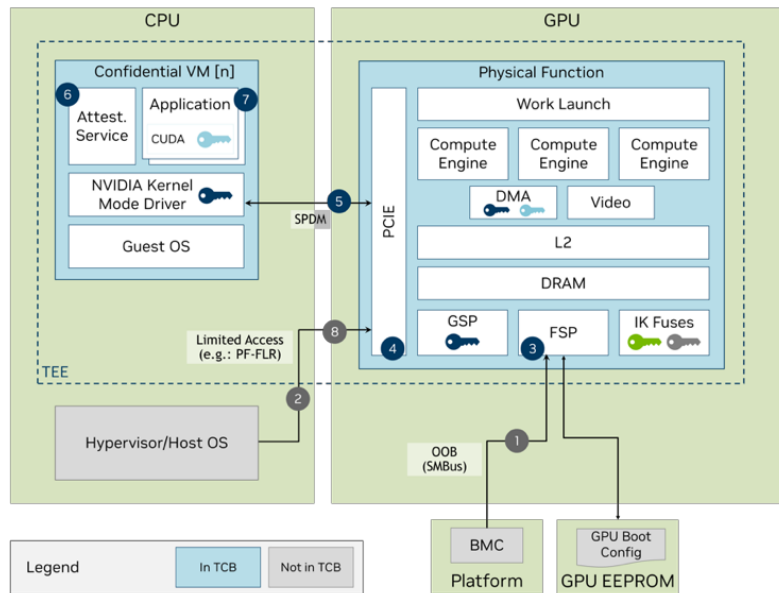 CPU
GPU
Confidential VM [n]
6
Attest.
Service
7
Application
CUDA
NVIDIA Kernel
Mode Driver
Guest OS
5
SPDM
Physical Function
PCIE
4
Work Launch
Compute
Engine
Compute
Engine
Compute
Engine
DMA
Video
L2
DRAM
GSP
FSP
3
IK Fuses
Limited Access
(e.g.: PF-FLR)
8
TEE
2
Hypervisor/Host OS
1
OOB
(SMBus)
BMC
Platform
GPU Boot
Config
GPU EEPROM
Legend
In TCB
Not in TCB